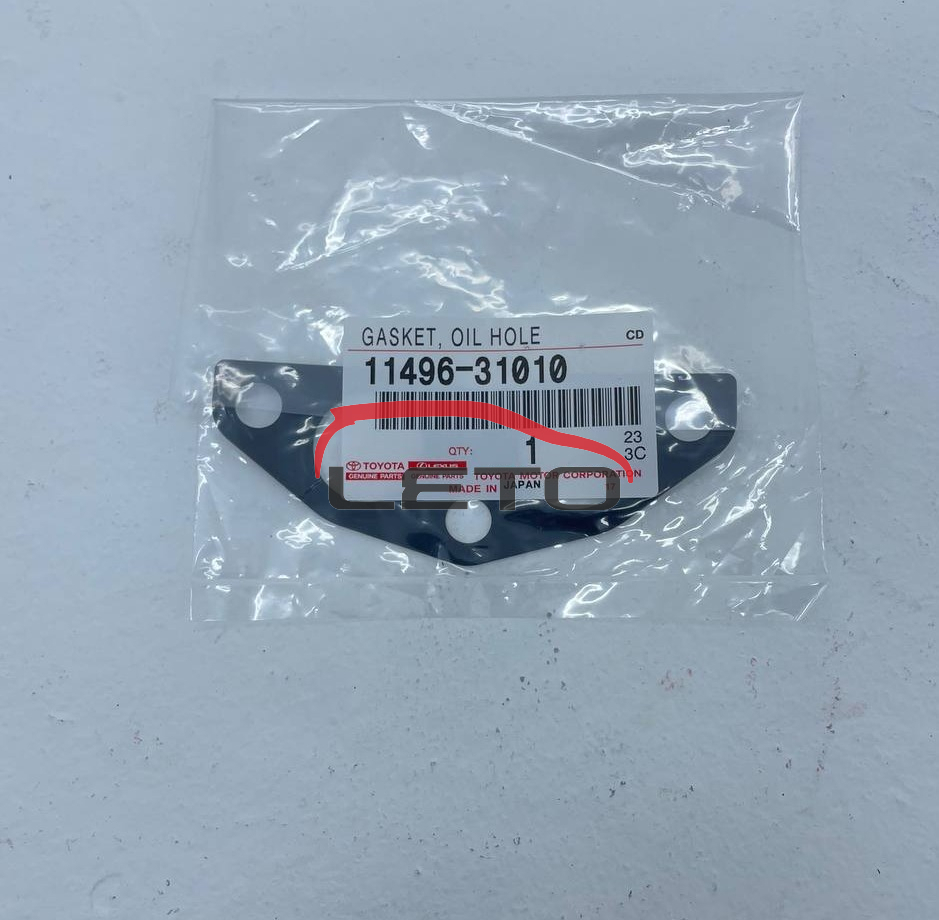 GASKET, OIL HOLE CD
11496-31010
QTY: 1 23
3C
TOYOTA LEXUS
GENUINE PARTS GENUINE PARTS TOYOTA MOTOR CORPORATION
MADE IN JAPAN 17
LETO